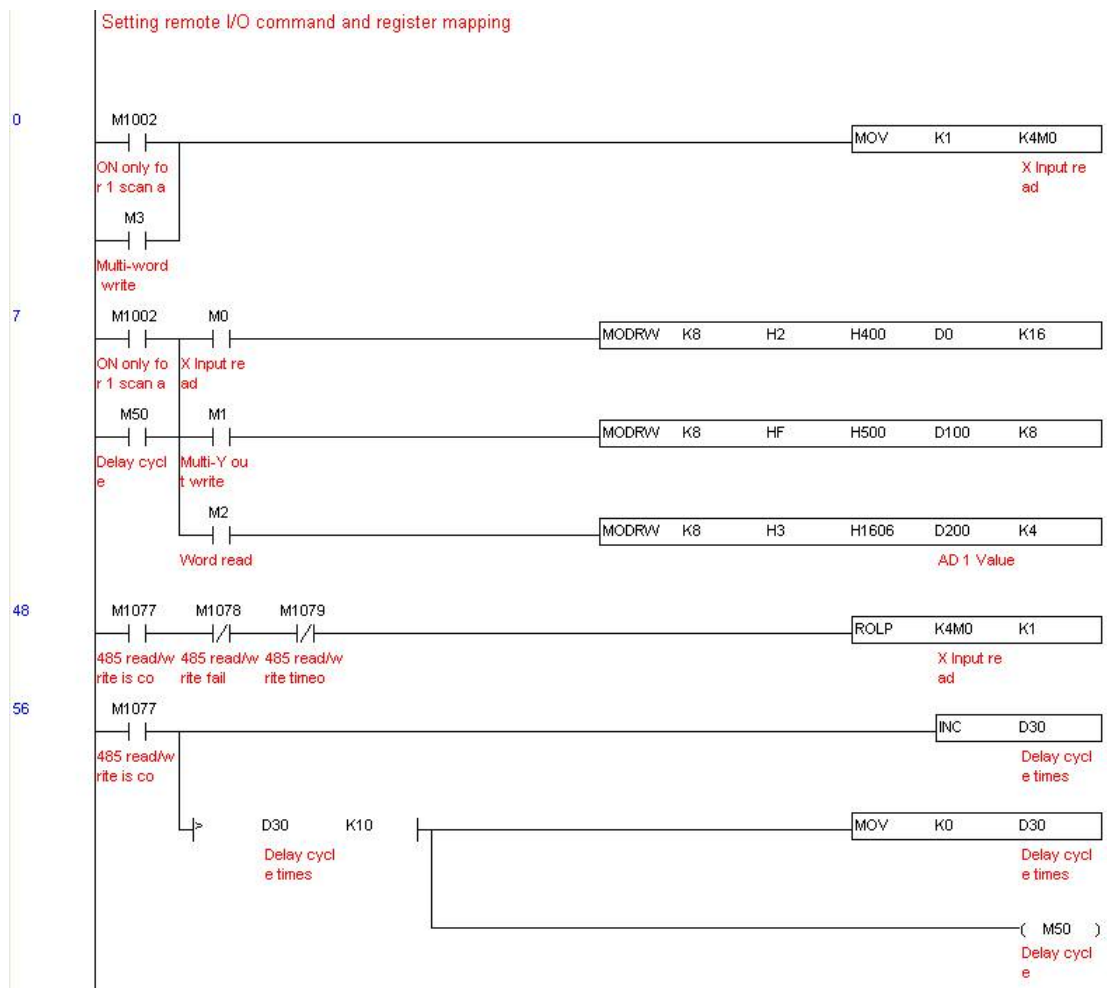 Setting remote I/O command and register mapping
0
M1002
MOV K1 K4M0
ON only fo
r 1 scan a
X Input re
ad
M3
Multi-word
write
7
M1002 M0
MODRW K8 H2 H400 D0 K16
ON only fo X Input re
r 1 scan a ad
M50 M1
MODRW K8 HF H500 D100 K8
Delay cycl Multi-Y ou
e t write
M2
MODRW K8 H3 H1606 D200 K4
Word read AD 1 Value
48
M1077 M1078 M1079
ROLP K4M0 K1
485 read/w 485 read/w 485 read/w X Input re
rite is co rite fail rite timeo ad
56
M1077
INC D30
485 read/w Delay cycl
rite is co e times
> D30 K10 MOV K0 D30
Delay cycl Delay cycl
e times e times
( M50 )
Delay cycl
e